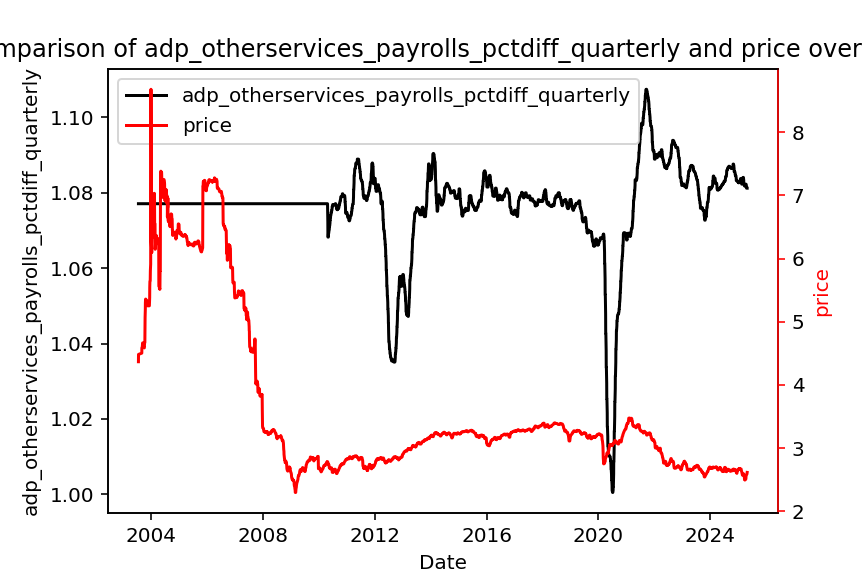 mparison of adp_otherservices_payrolls_pctdiff_quarterly and price over
adp_otherservices_payrolls_pctdiff_quarterly
price
adp_otherservices_payrolls_pctdiff_quarterly
1.10
1.08
1.06
1.04
1.02
1.00
8
7
6
5
4
3
2
price
2004 2008 2012 2016 2020 2024
Date